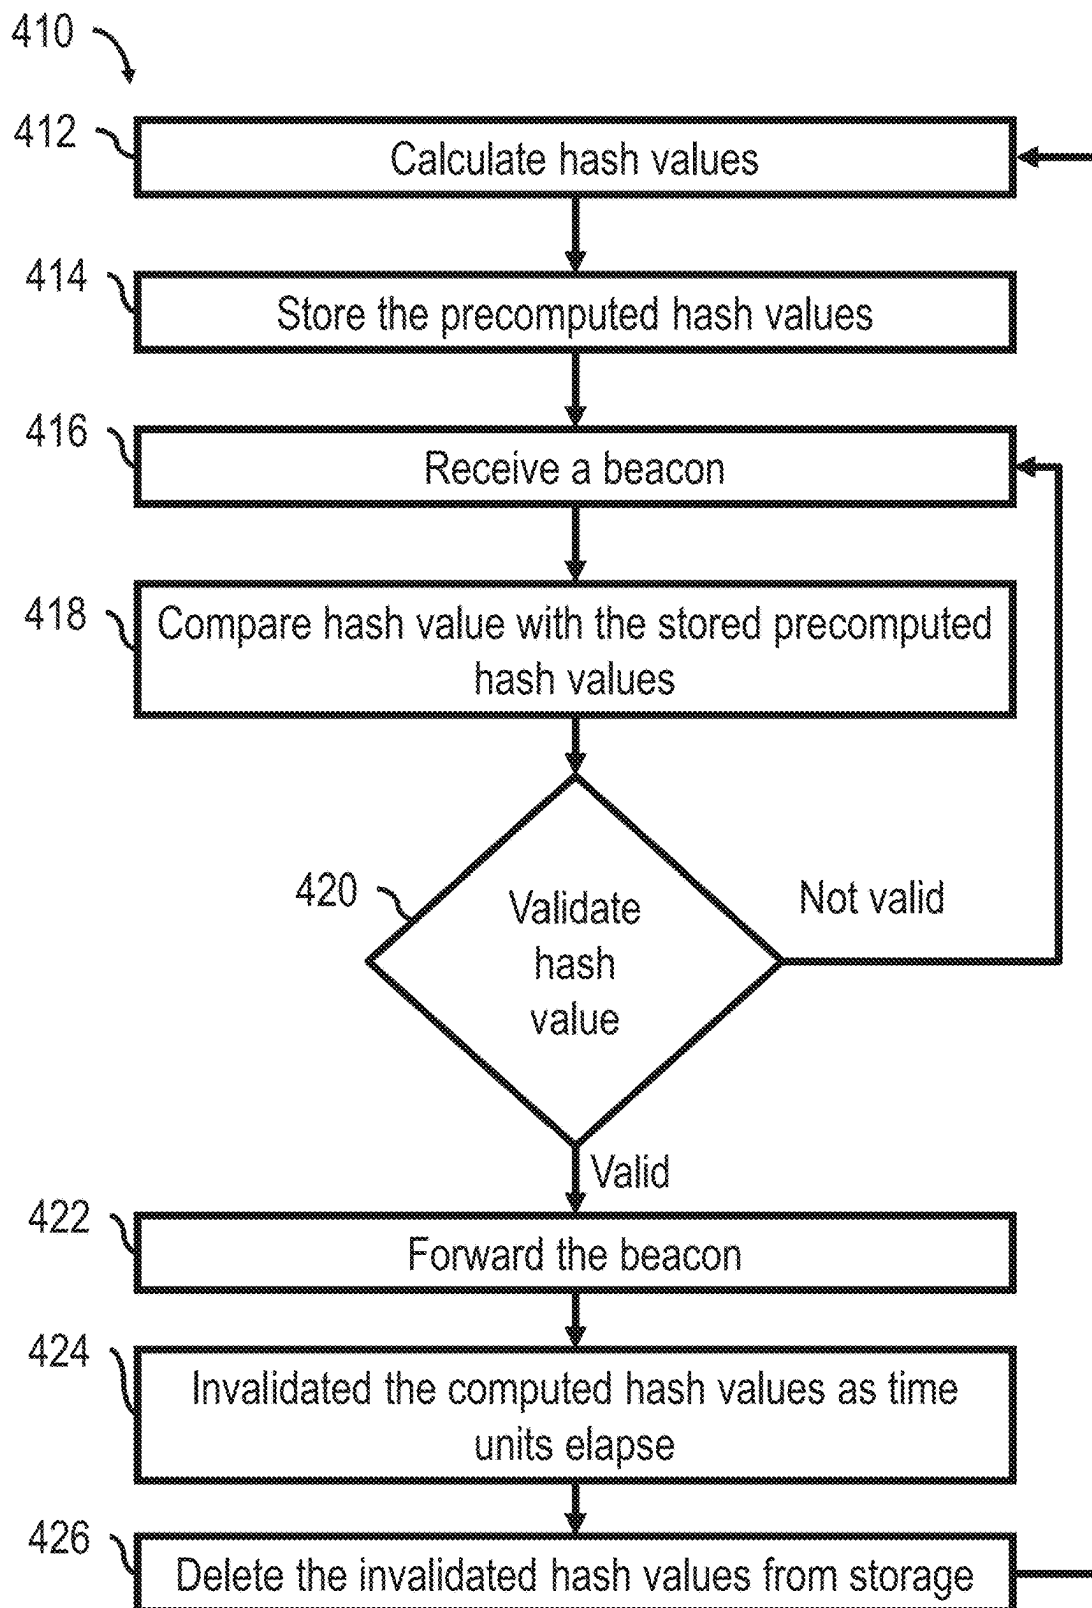 410
412
Calculate hash values
414
Store the precomputed hash values
416
Receive a beacon
418
Compare hash value with the stored precomputed
hash values
420
Validate
hash
value
Not valid
Valid
422
Forward the beacon
424
Invalidated the computed hash values as time
units elapse
426
Delete the invalidated hash values from storage